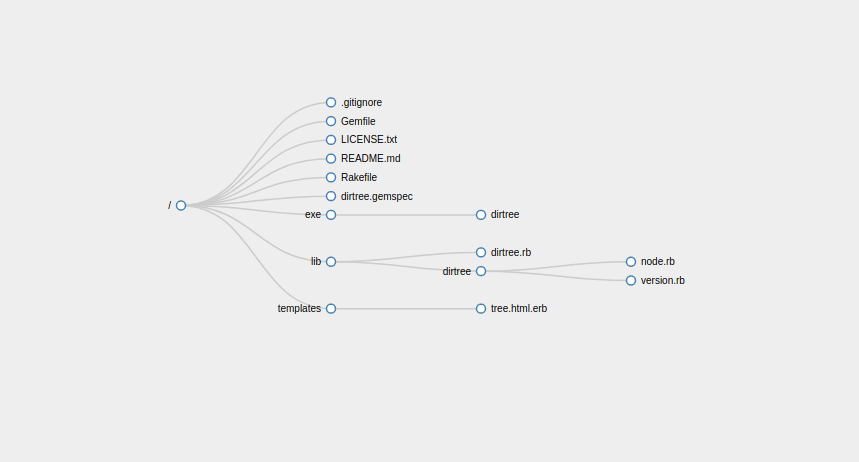 .gitignore
Gemfile
LICENSE.txt
README.md
Rakefile
dirtree.gemspec
/
exe
dirtree
lib
dirtree.rb
dirtree
node.rb
version.rb
templates
tree.html.erb